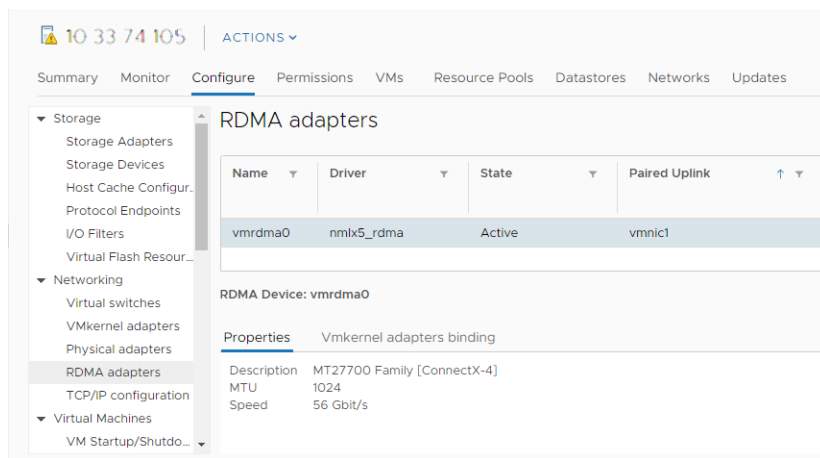 10 33 74 105 ACTIONS
Summary Monitor Configure Permissions VMs Resource Pools Datastores Networks Updates
Storage
Storage Adapters
Storage Devices
Host Cache Configur...
Protocol Endpoints
I/O Filters
Virtual Flash Resour...
Networking
Virtual switches
VMkernel adapters
Physical adapters
RDMA adapters
TCP/IP configuration
Virtual Machines
VM Startup/Shutdo...
RDMA adapters
Name Driver State Paired Uplink
vmrdma0 nmlx5_rdma Active vmnic1
RDMA Device: vmrdma0
Properties Vmkernel adapters binding
Description MT27700 Family [ConnectX-4]
MTU 1024
Speed 56 Gbit/s